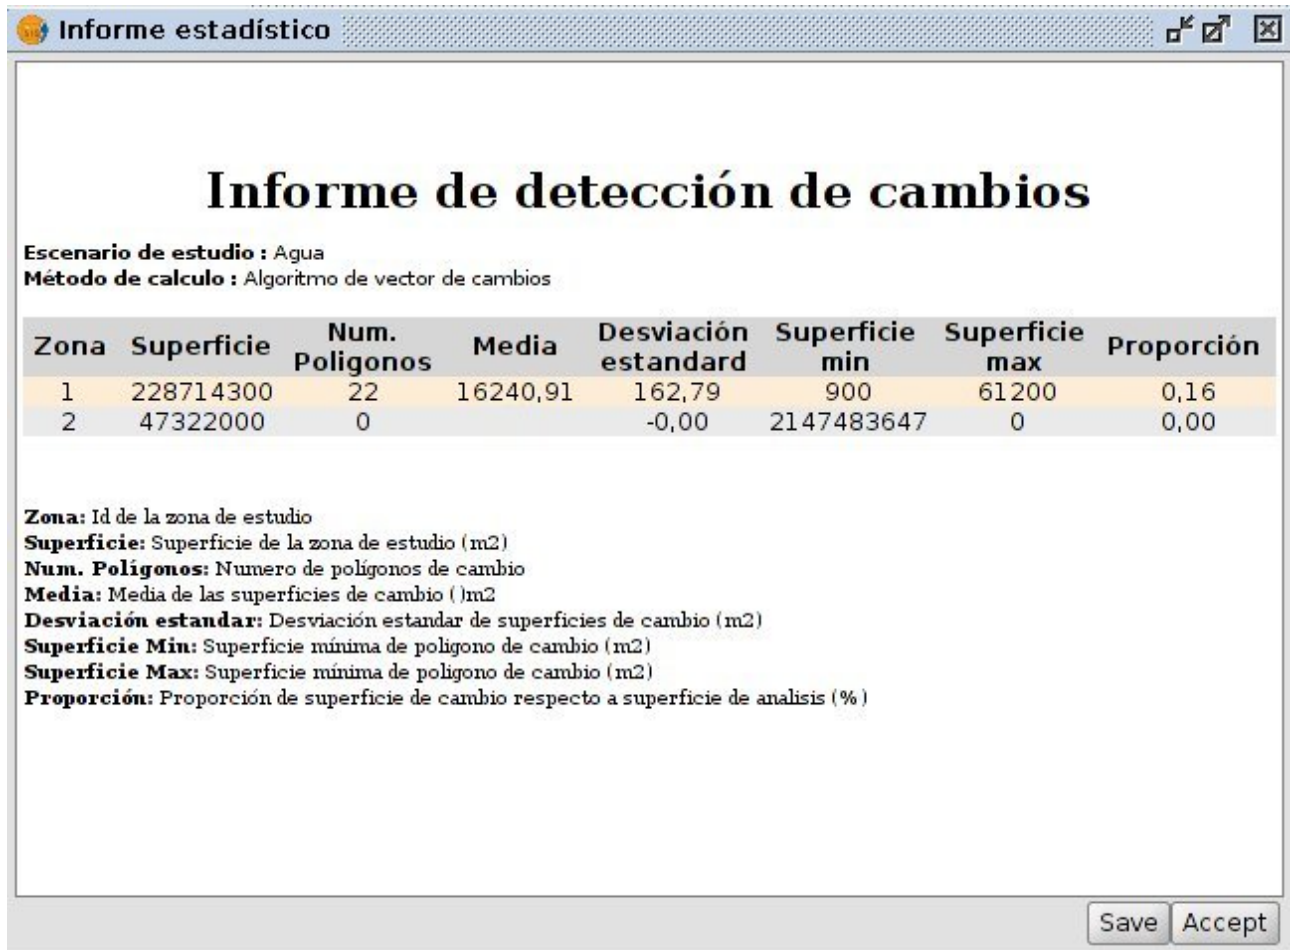 Informe estadístico
Informe de detección de cambios
Escenario de estudio : Agua
Método de calculo : Algoritmo de vector de cambios
Zona Superficie Num. Poligonos Media Desviación estandard Superficie min Superficie max Proporción
1 228714300 22 16240,91 162,79 900 61200 0,16
2 47322000 0 -0,00 2147483647 0 0,00
Zona: Id de la zona de estudio
Superficie: Superficie de la zona de estudio (m2)
Num. Polígonos: Numero de polígonos de cambio
Media: Media de las superficies de cambio ()m2
Desviación estandar: Desviación estandar de superficies de cambio (m2)
Superficie Min: Superficie mínima de poligono de cambio (m2)
Superficie Max: Superficie mínima de poligono de cambio (m2)
Proporción: Proporción de superficie de cambio respecto a superficie de analisis (%)
Save Accept